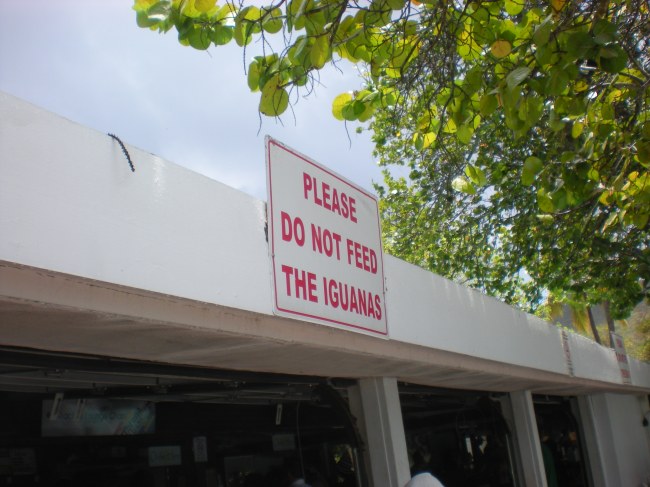 PLEASE
DO NOT FEED
THE IGUANAS